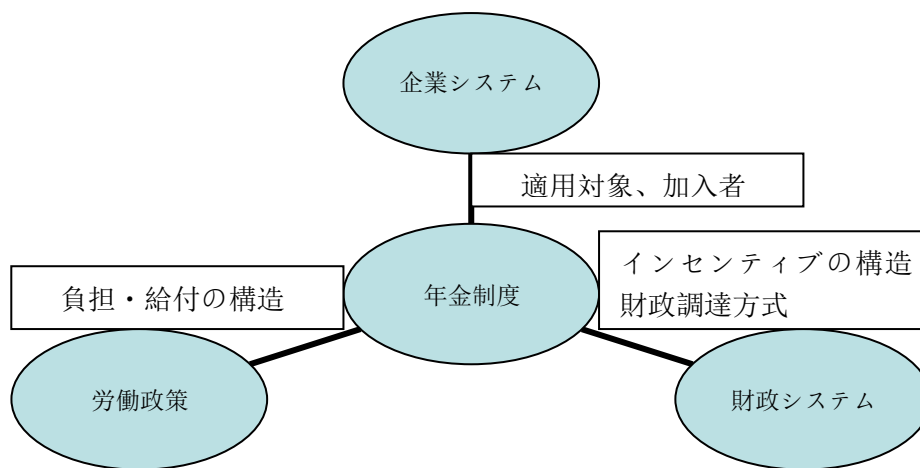 企業システム
適用対象、加入者
インセンティブの構造
財政調達方式
負担・給付の構造
年金制度
労働政策
財政システム